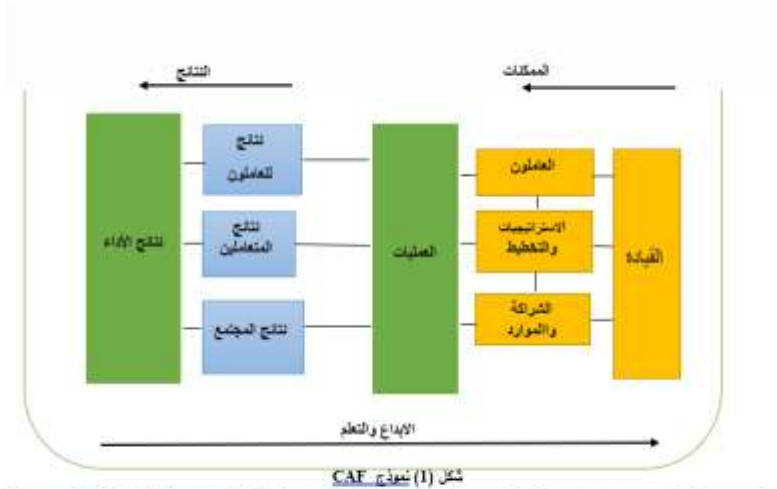 الممكنات
النتائج
القيادة
العاملون
الاستراتيجيات
والتخطيط
الشراكة
واالموارد
العمليات
نتائج
للعاملون
نتائج
المتعاملين
نتائج المجتمع
نتائج الأداء
الابداع والتعلم
شكل (1) نموذج CAF